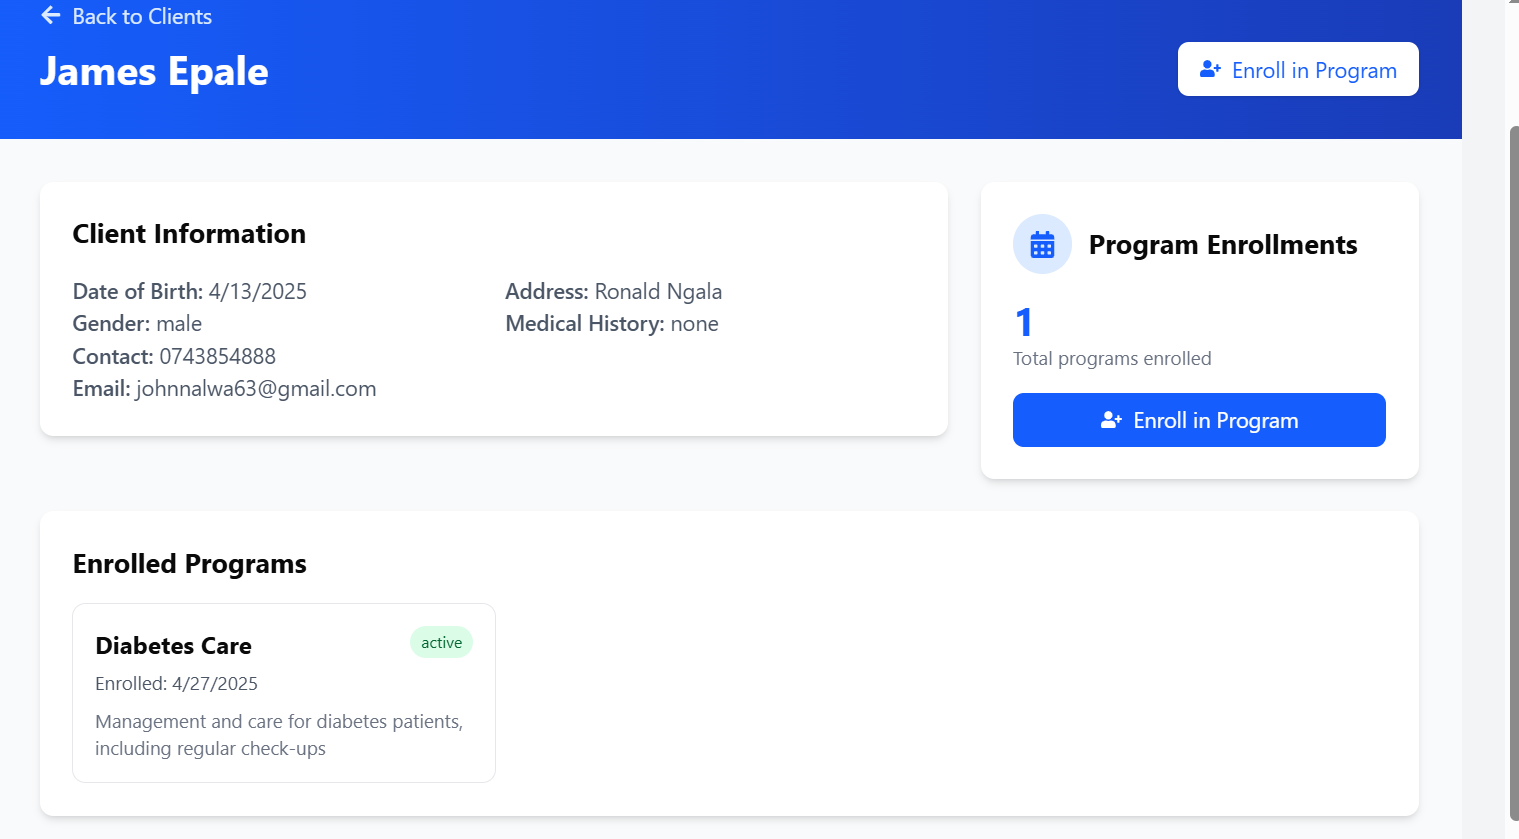 Back to Clients
James Epale
Enroll in Program
Client Information
Date of Birth: 4/13/2025
Gender: male
Contact: 0743854888
Email: johnnalwa63@gmail.com
Address: Ronald Ngala
Medical History: none
Program Enrollments
1
Total programs enrolled
Enroll in Program
Enrolled Programs
Diabetes Care
active
Enrolled: 4/27/2025
Management and care for diabetes patients,
including regular check-ups